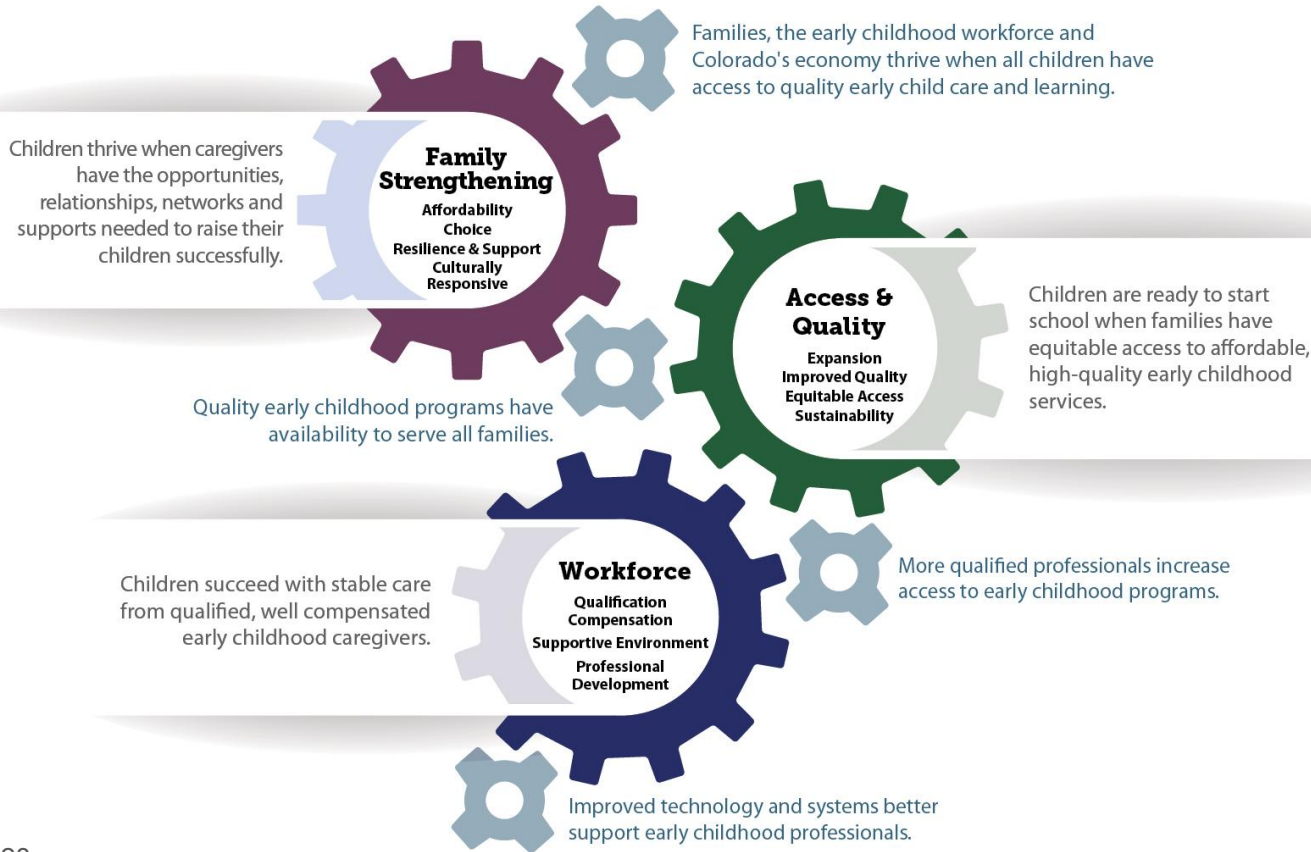 Families, the early childhood workforce and
Colorado's economy thrive when all children have
access to quality early child care and learning.
Children thrive when caregivers
have the opportunities,
relationships, networks and
supports needed to raise their
children successfully.
Family
Strengthening
Affordability
Choice
Resilience & Support
Culturally
Responsive
Access &
Quality
Expansion
Improved Quality
Equitable Access
Sustainability
Children are ready to start
school when families have
equitable access to affordable,
high-quality early childhood
services.
Quality early childhood programs have
availability to serve all families.
Workforce
Qualification
Compensation
Supportive Environment
Professional
Development
Children succeed with stable care
from qualified, well compensated
early childhood caregivers.
More qualified professionals increase
access to early childhood programs.
Improved technology and systems better
support early childhood professionals.